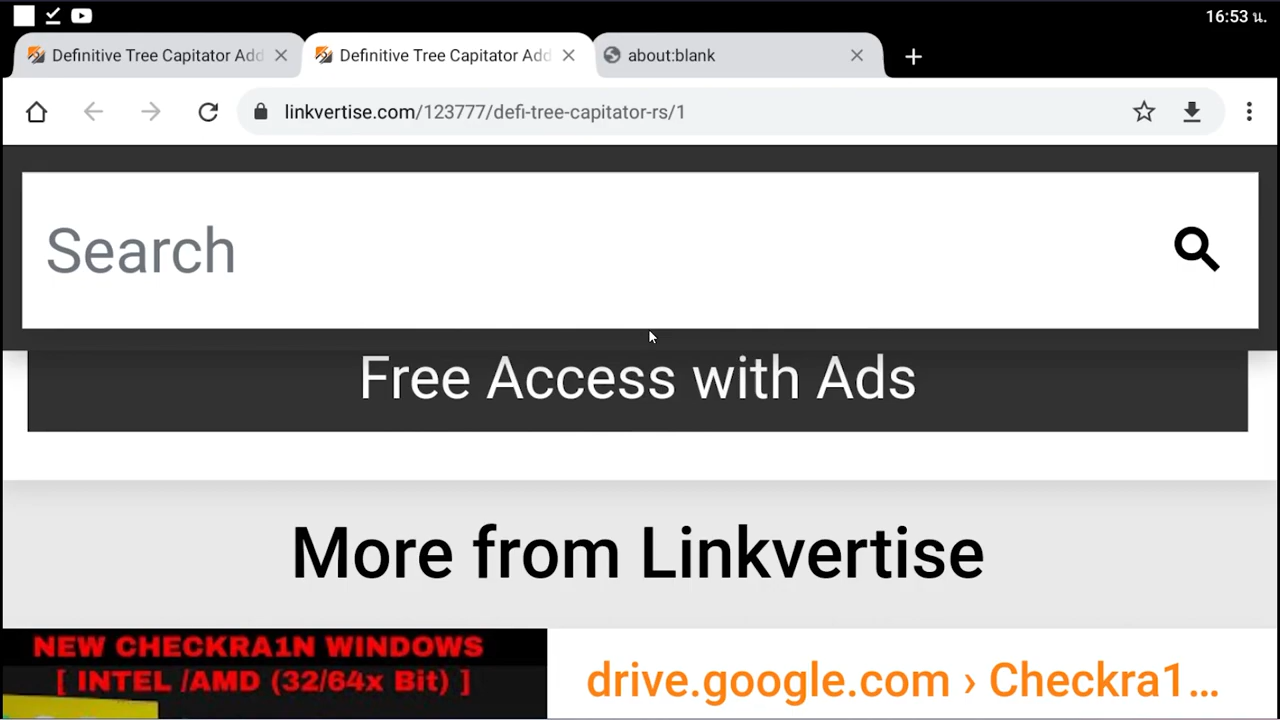 16:53 น.
Definitive Tree Capitator Add
Definitive Tree Capitator Add
about:blank
linkvertise.com/123777/defi-tree-capitator-rs/1
Search
Free Access with Ads
More from Linkvertise
NEW CHECKRA1N WINDOWS
[ INTEL /AMD (32/64x Bit) ]
drive.google.com › Checkra1...